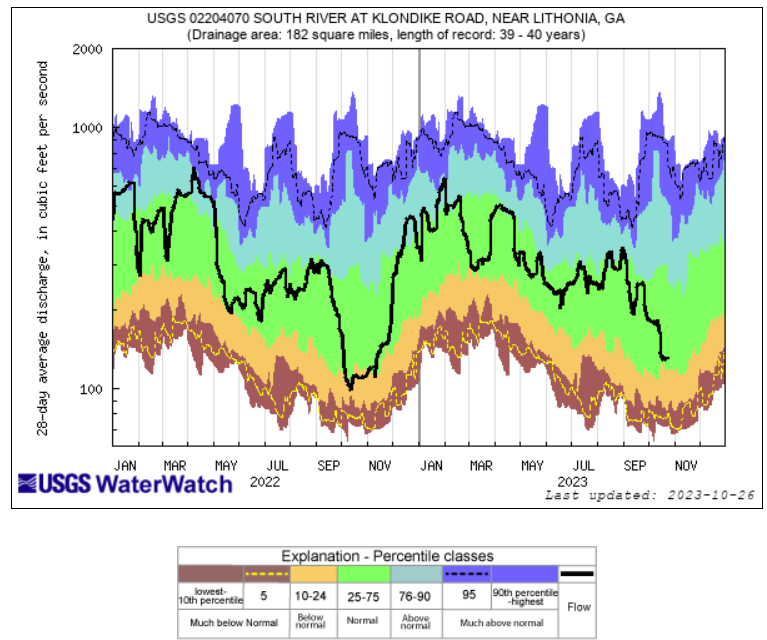 USGS 02204070 SOUTH RIVER AT KLONDIKE ROAD, NEAR LITHONIA, GA
(Drainage area: 182 square miles, length of record: 39 - 40 years)
28-day average discharge, in cubic feet per second
2000
1000
100
JAN MAR MAY JUL SEP NOV JAN MAR MAY JUL SEP NOV
2022 2023
USGS WaterWatch
Last updated: 2023-10-26
Explanation - Percentile classes
lowest-
10th percentile
5
10-24
25-75
76-90
95
90th percentile
-highest
Flow
Much below Normal
Below
normal
Normal
Above
normal
Much above normal